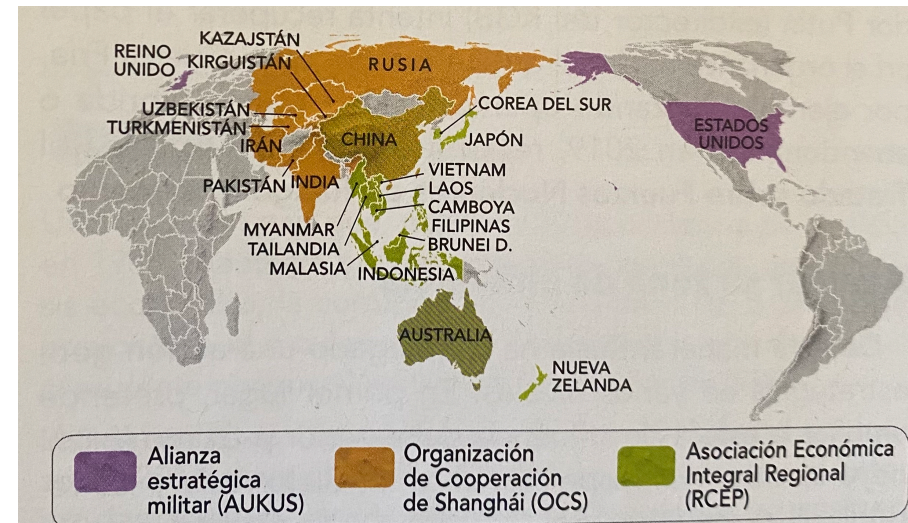 KAZAJSTÁN
REINO
UNIDO
KIRGUISTÁN
RUSIA
UZBEKISTÁN
TURKMENISTÁN
IRÁN
CHINA
COREA DEL SUR
JAPÓN
ESTADOS
UNIDOS
PAKISTÁN
INDIA
VIETNAM
LAOS
CAMBOYA
FILIPINAS
BRUNEI D.
MYANMAR
TAILANDIA
MALASIA
INDONESIA
AUSTRALIA
NUEVA
ZELANDA
Alianza
estratégica
militar (AUKUS)
Organización
de Cooperación
de Shanghái (OCS)
Asociación Económica
Integral Regional
(RCEP)